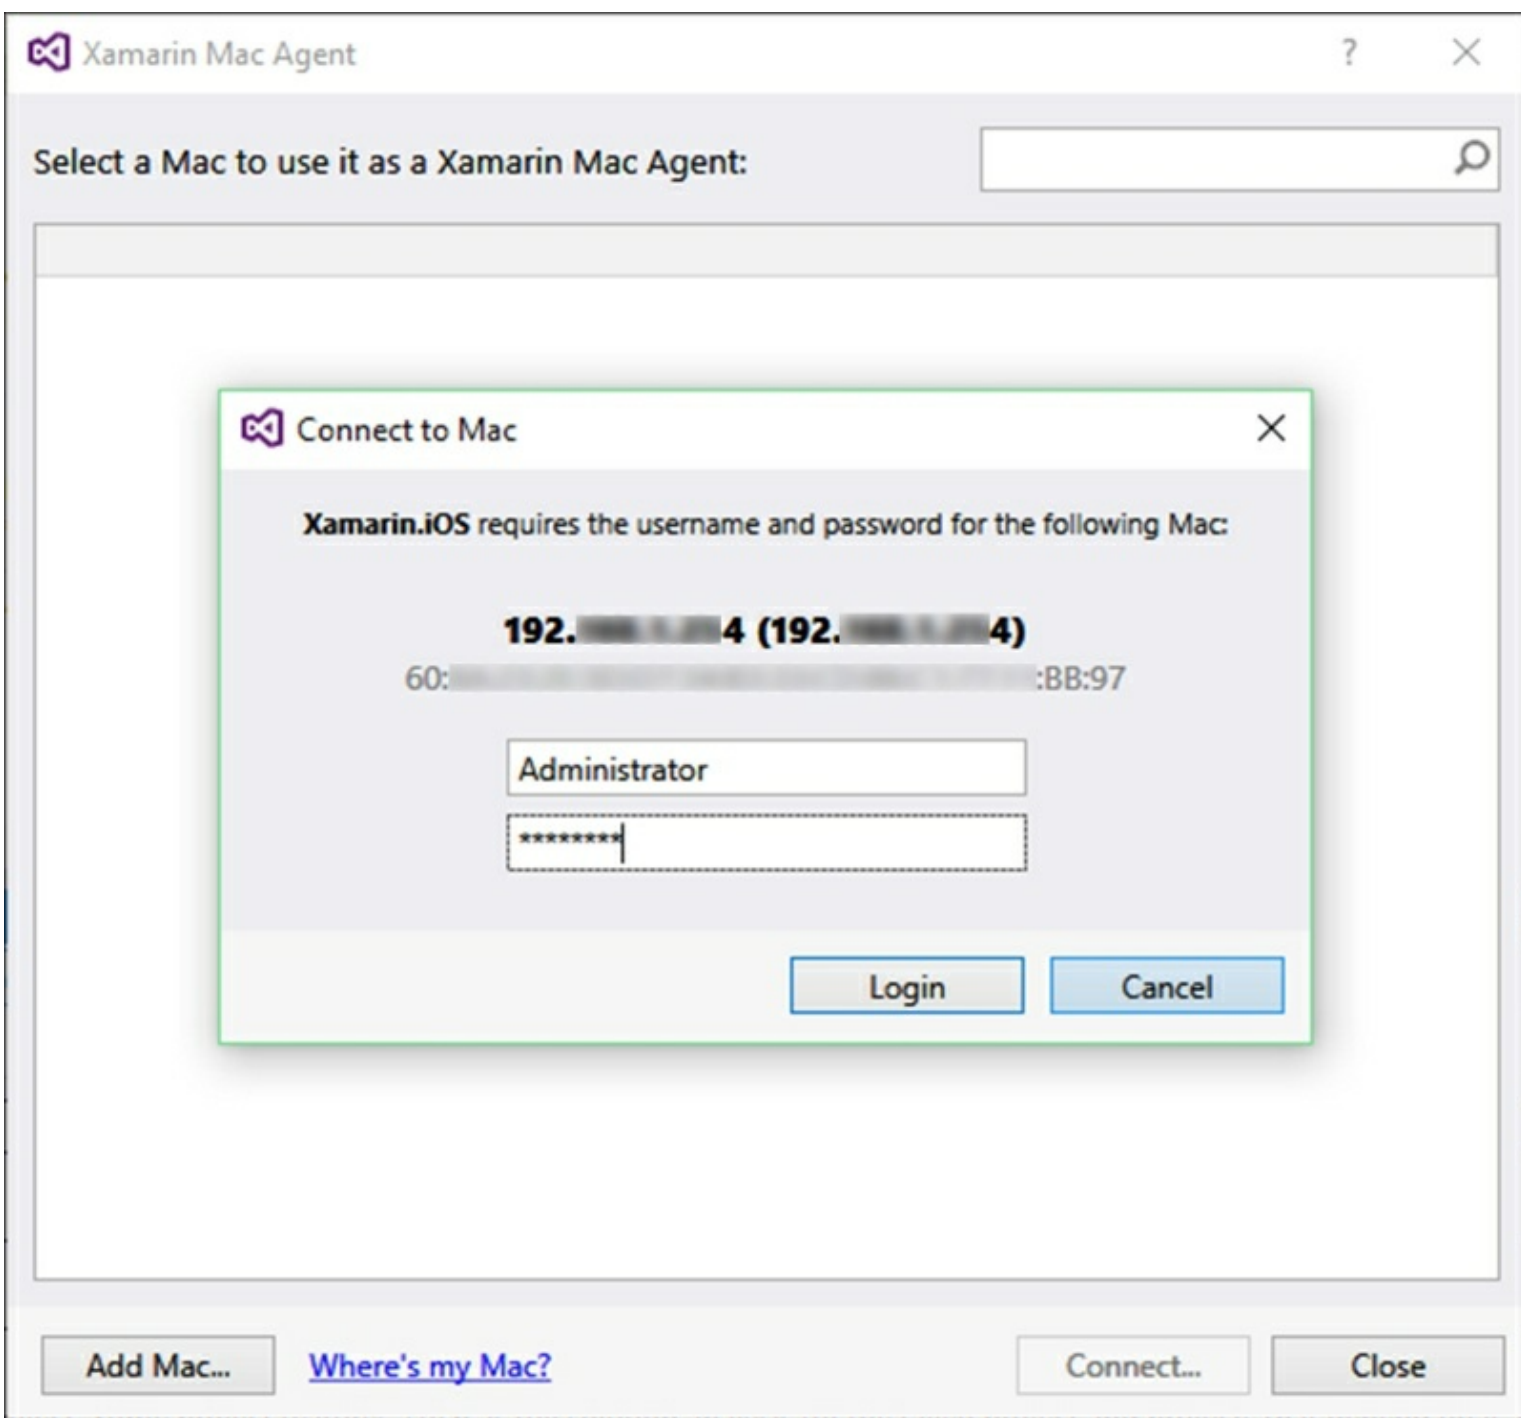 Xamarin Mac Agent
?
Select a Mac to use it as a Xamarin Mac Agent:
Connect to Mac
Xamarin.iOS requires the username and password for the following Mac:
192. 4 (192. 4)
60: :BB:97
Administrator
********
Login Cancel
Add Mac... Where's my Mac? Connect... Close